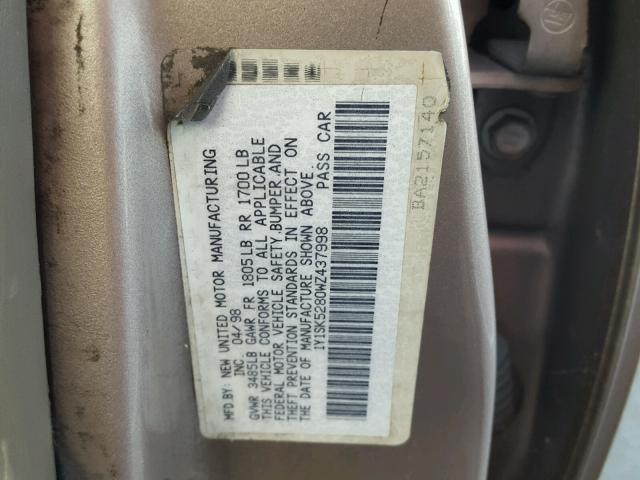 MFD BY: NEW UNITED MOTOR MANUFACTURING
INC 04/98
GVWR 3485LB GAWR FR 1805LB RR 1700LB
THIS VEHICLE CONFORMS TO ALL APPLICABLE
FEDERAL MOTOR VEHICLE SAFETY,BUMPER,AND
THEFT PREVENTION STANDARDS IN EFFECT ON
THE DATE OF MANUFACTURE SHOWN ABOVE.
1Y1SK5280WZ437998 PASS CAR
BA2157140